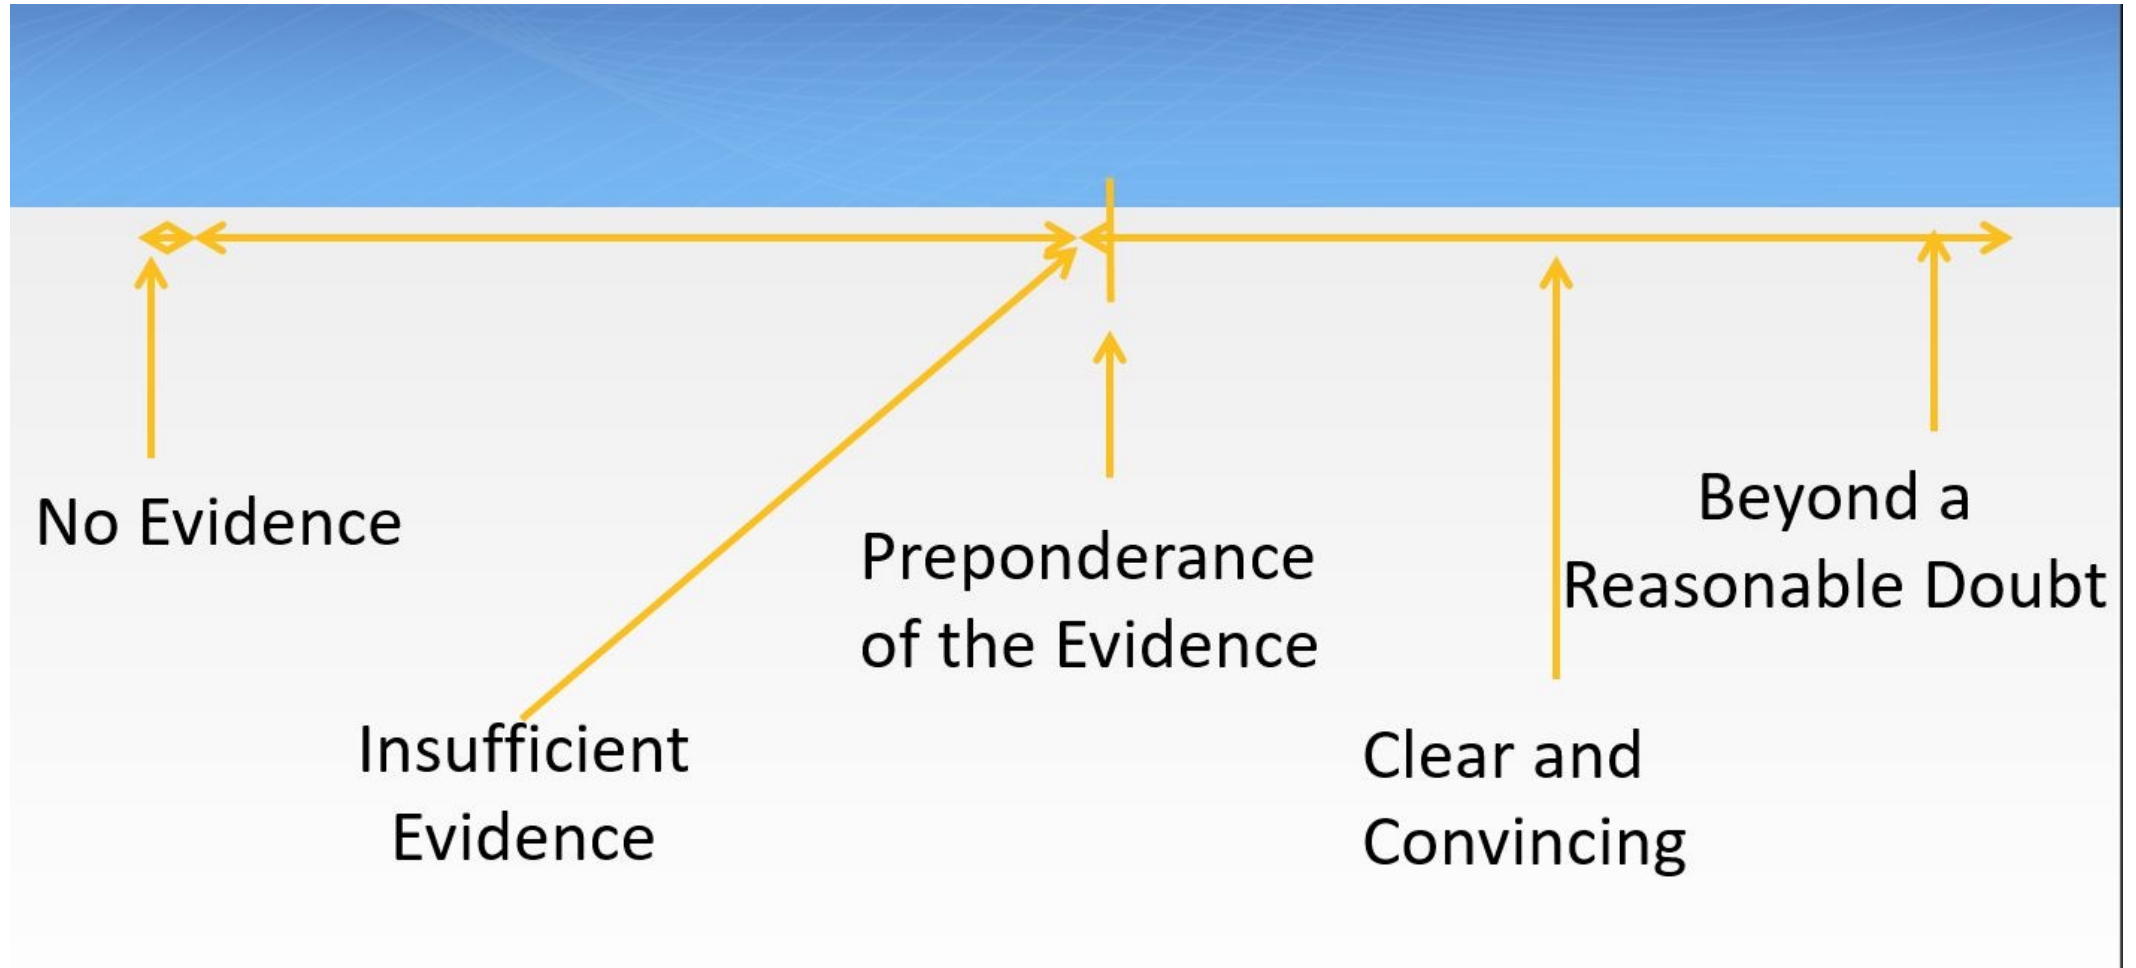 No Evidence
Insufficient
Evidence
Preponderance
of the Evidence
Clear and
Convincing
Beyond a
Reasonable Doubt